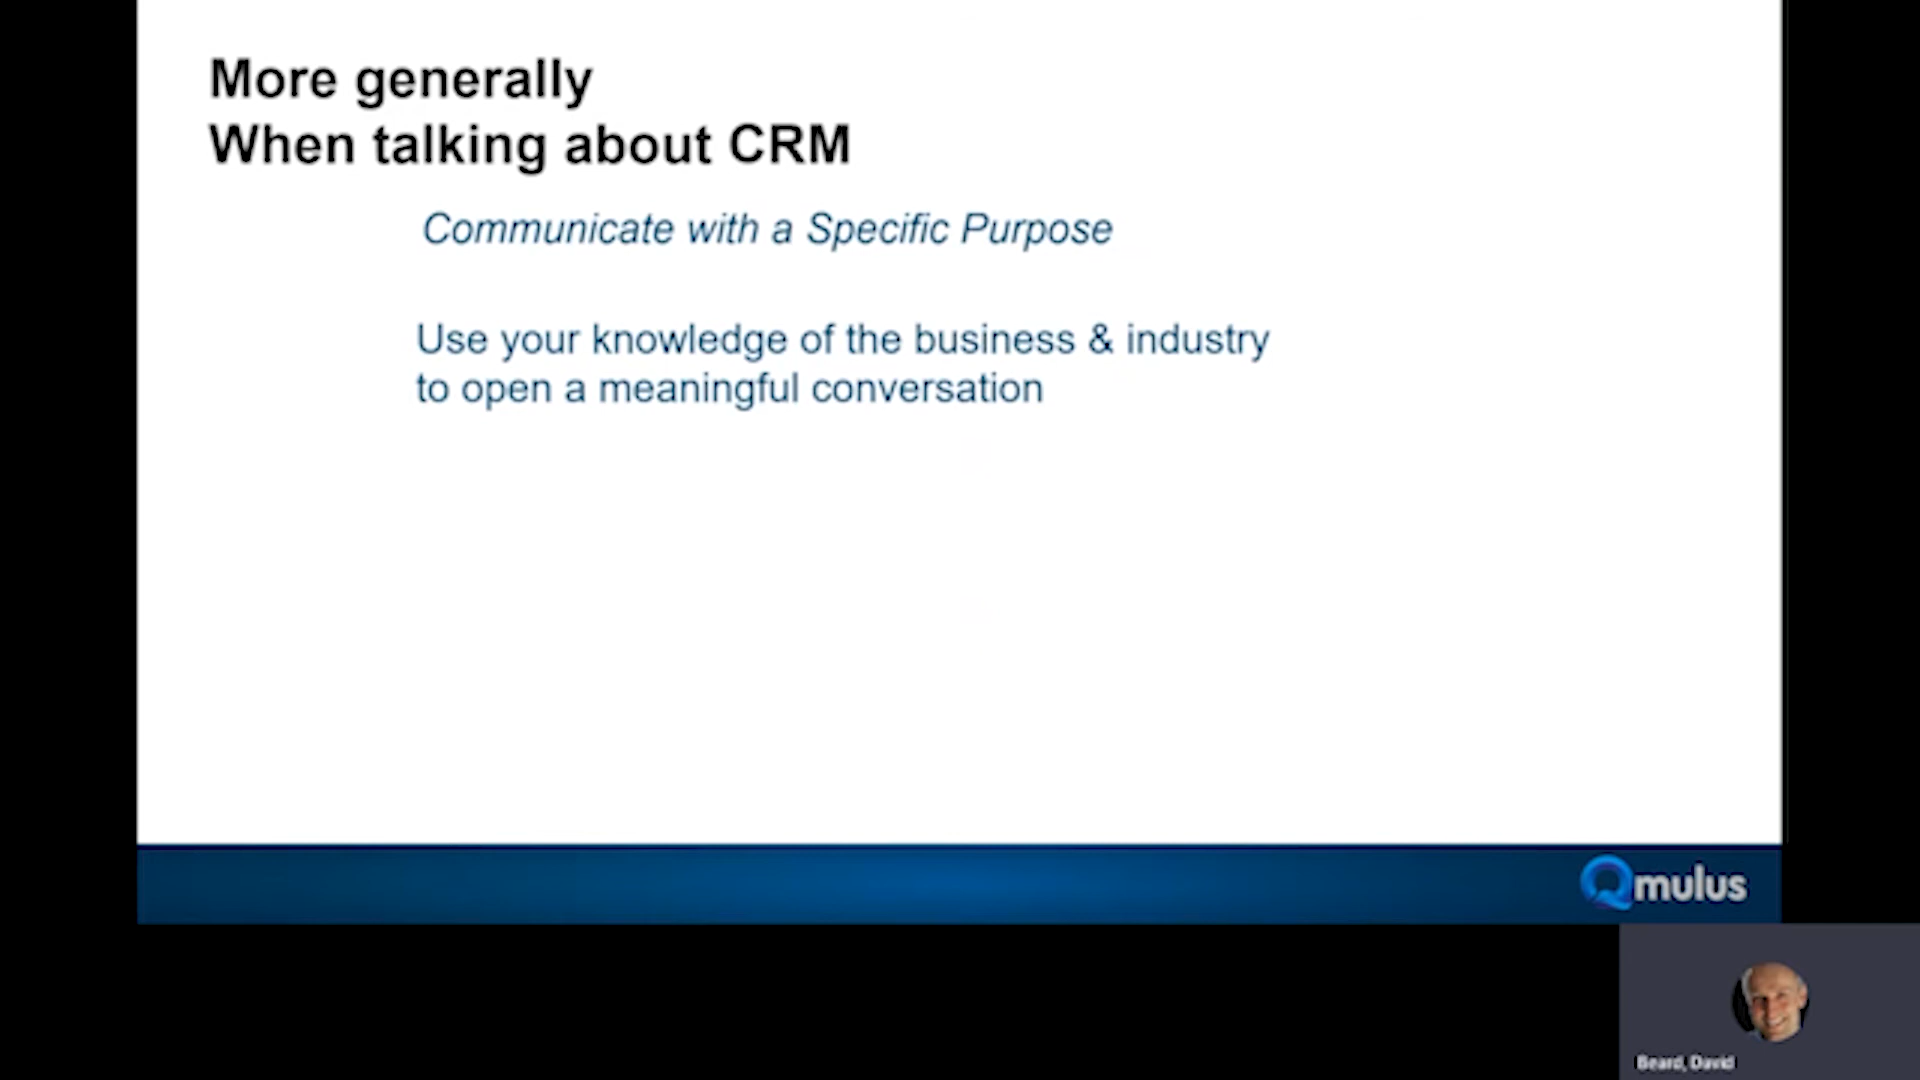 More generally
When talking about CRM
Communicate with a Specific Purpose
Use your knowledge of the business & industry
to open a meaningful conversation
Qmulus
Beard, David